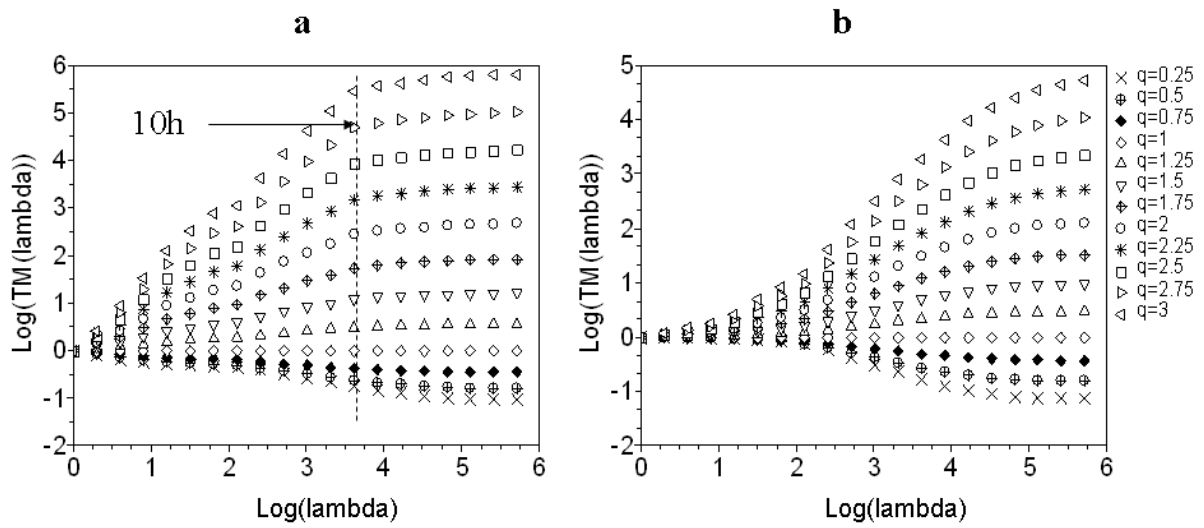 a
b
6
5
4
3
2
1
0
-1
-2
Log(TM (lambda))
10h
0 1 2 3 4 5 6
Log(lambda)
5
4
3
2
1
0
-1
-2
Log(TM (lambda))
0 1 2 3 4 5 6
Log(lambda)
q=0.25
q=0.5
q=0.75
q=1
q=1.25
q=1.5
q=1.75
q=2
q=2.25
q=2.5
q=2.75
q=3